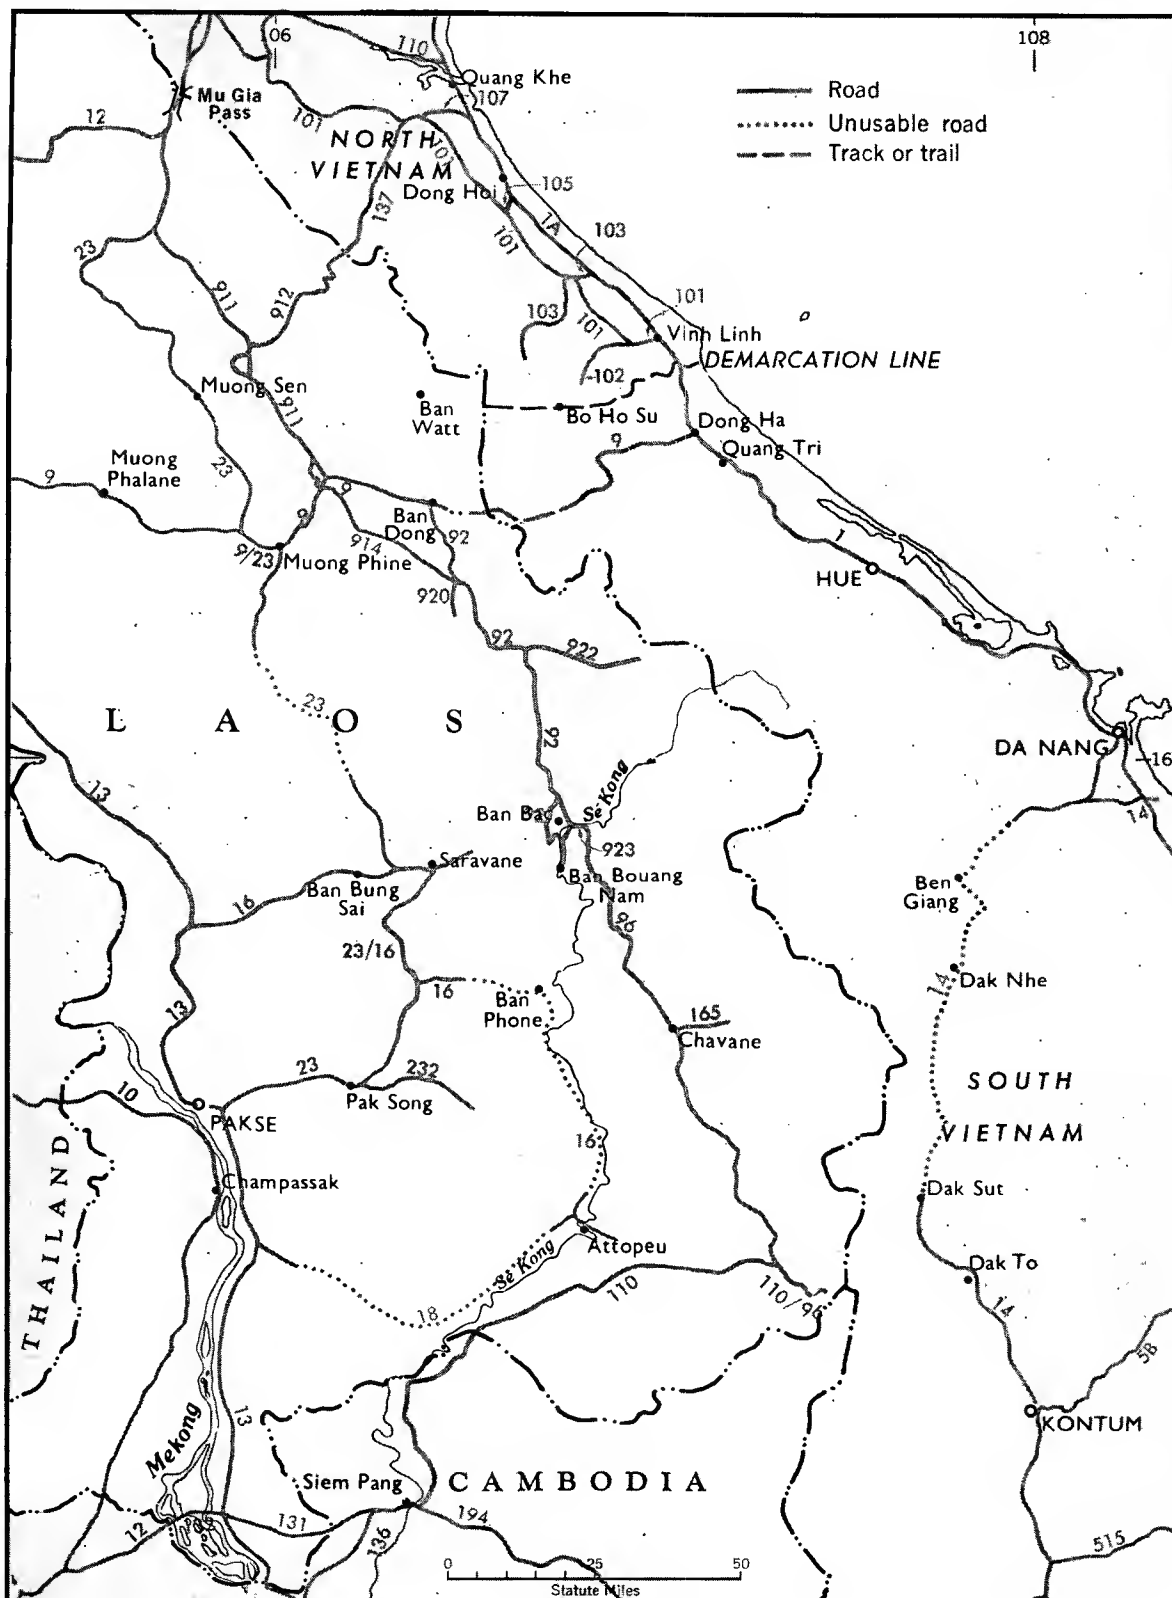 106
108
110
Quang Khe
107
Road
Unusable road
Track or trail
Mu Gia
Pass
12
101
NORTH
VIETNAM
101
Dong Hoi
105
137
1A
103
101
23
911
912
103
101
101
Vinh Linh
DEMARCATION LINE
102
Muong Sen
911
Ban
Watt
Bo Ho Su
Dong Ha
9
Quang Tri
Muong
Phalane
9
23
9
9
Ban
Dong
92
914
9/23
Muong Phine
1
HUE
920
92
922
23
LAOS
92
DA NANG
16
13
Se Kong
Ban Bac
14
923
Saravane
Ban Bouang
Nam
Ban Bung
Sai
Ben
Giang
16
96
23/16
16
Ban
Phone
14
Dak Nhe
13
165
Chavane
23
232
Pak Song
10
PAKSE
SOUTH
VIETNAM
THAILAND
16
Champassak
Dak Sut
Attopeu
Se Kong
110
110/96
Dak To
18
14
5B
13
Mekong
KONTUM
Siem Pang
CAMBODIA
12
131
136
194
515
0 25 50
Statute Miles